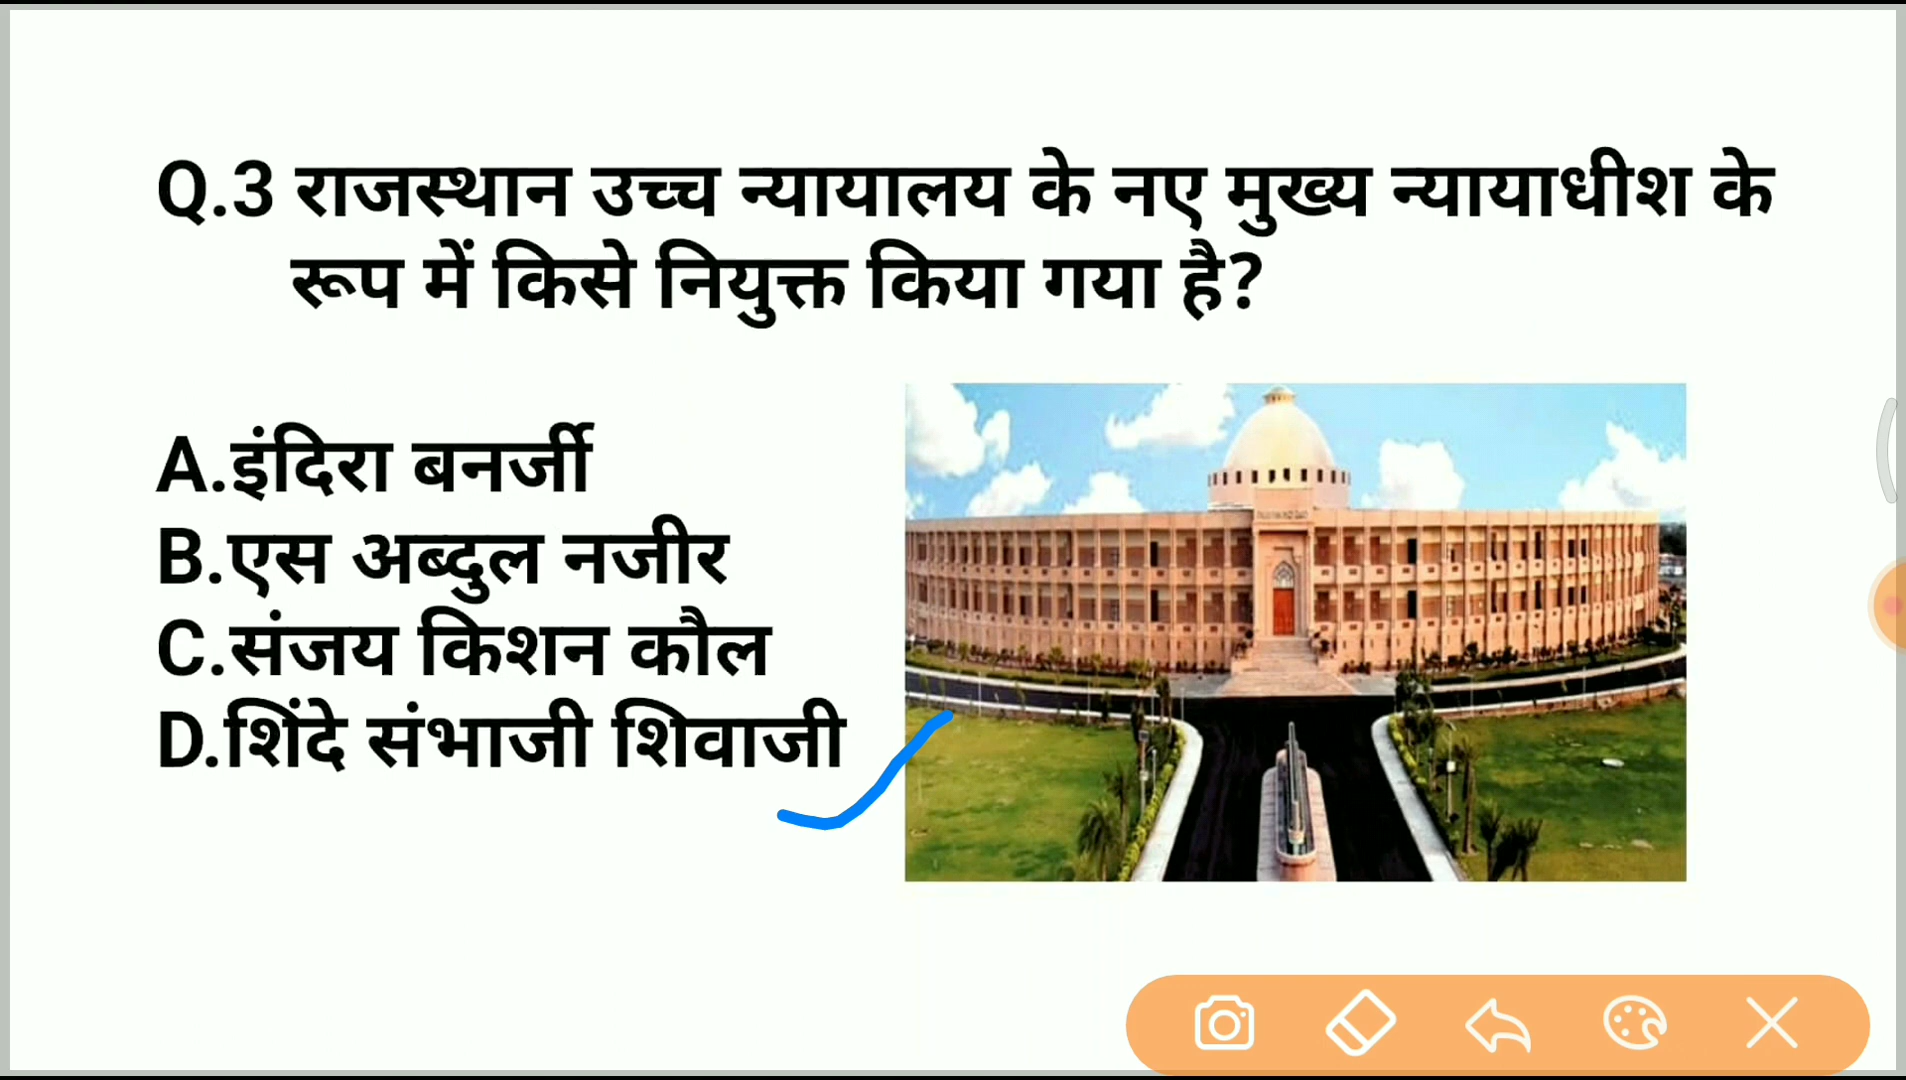 Q.3 राजस्थान उच्च न्यायालय के नए मुख्य न्यायाधीश के
रूप में किसे नियुक्त किया गया है?
A.इंदिरा बनर्जी
B.एस अब्दुल नजीर
C.संजय किशन कौल
D.शिंदे संभाजी शिवाजी